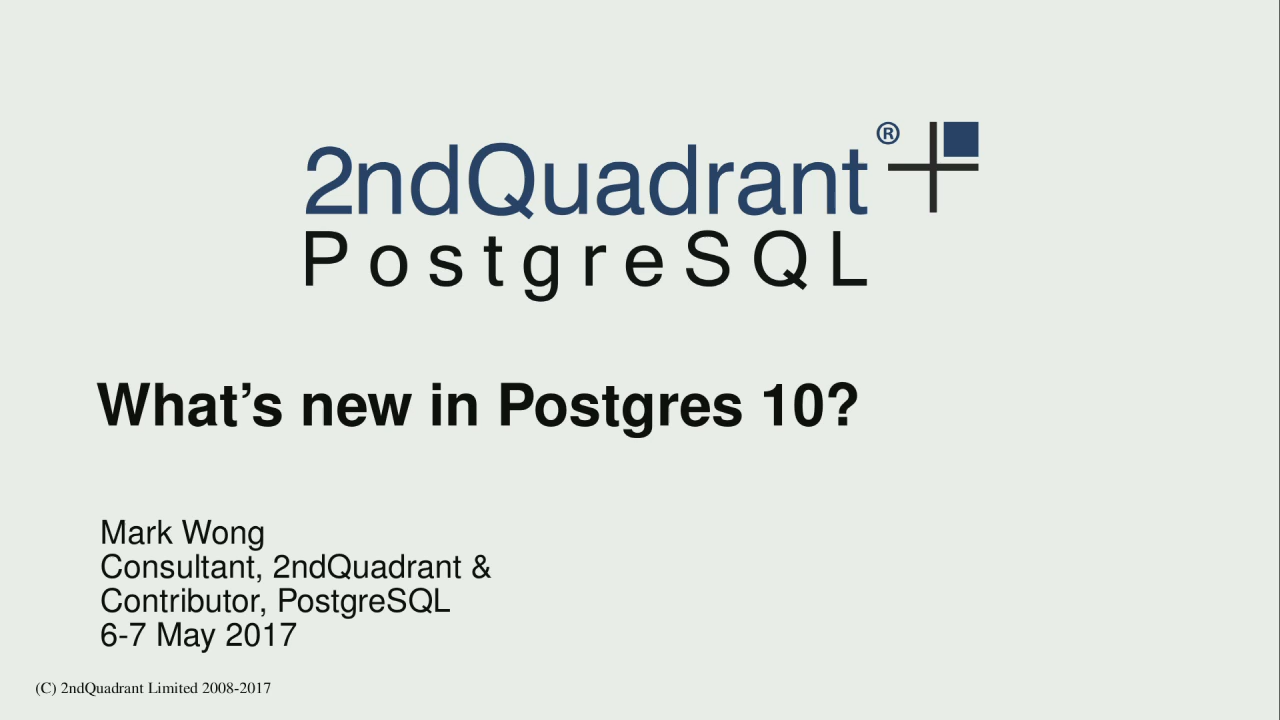 2ndQuadrant®
PostgreSQL
What’s new in Postgres 10?
Mark Wong
Consultant, 2ndQuadrant &
Contributor, PostgreSQL
6-7 May 2017
(C) 2ndQuadrant Limited 2008-2017